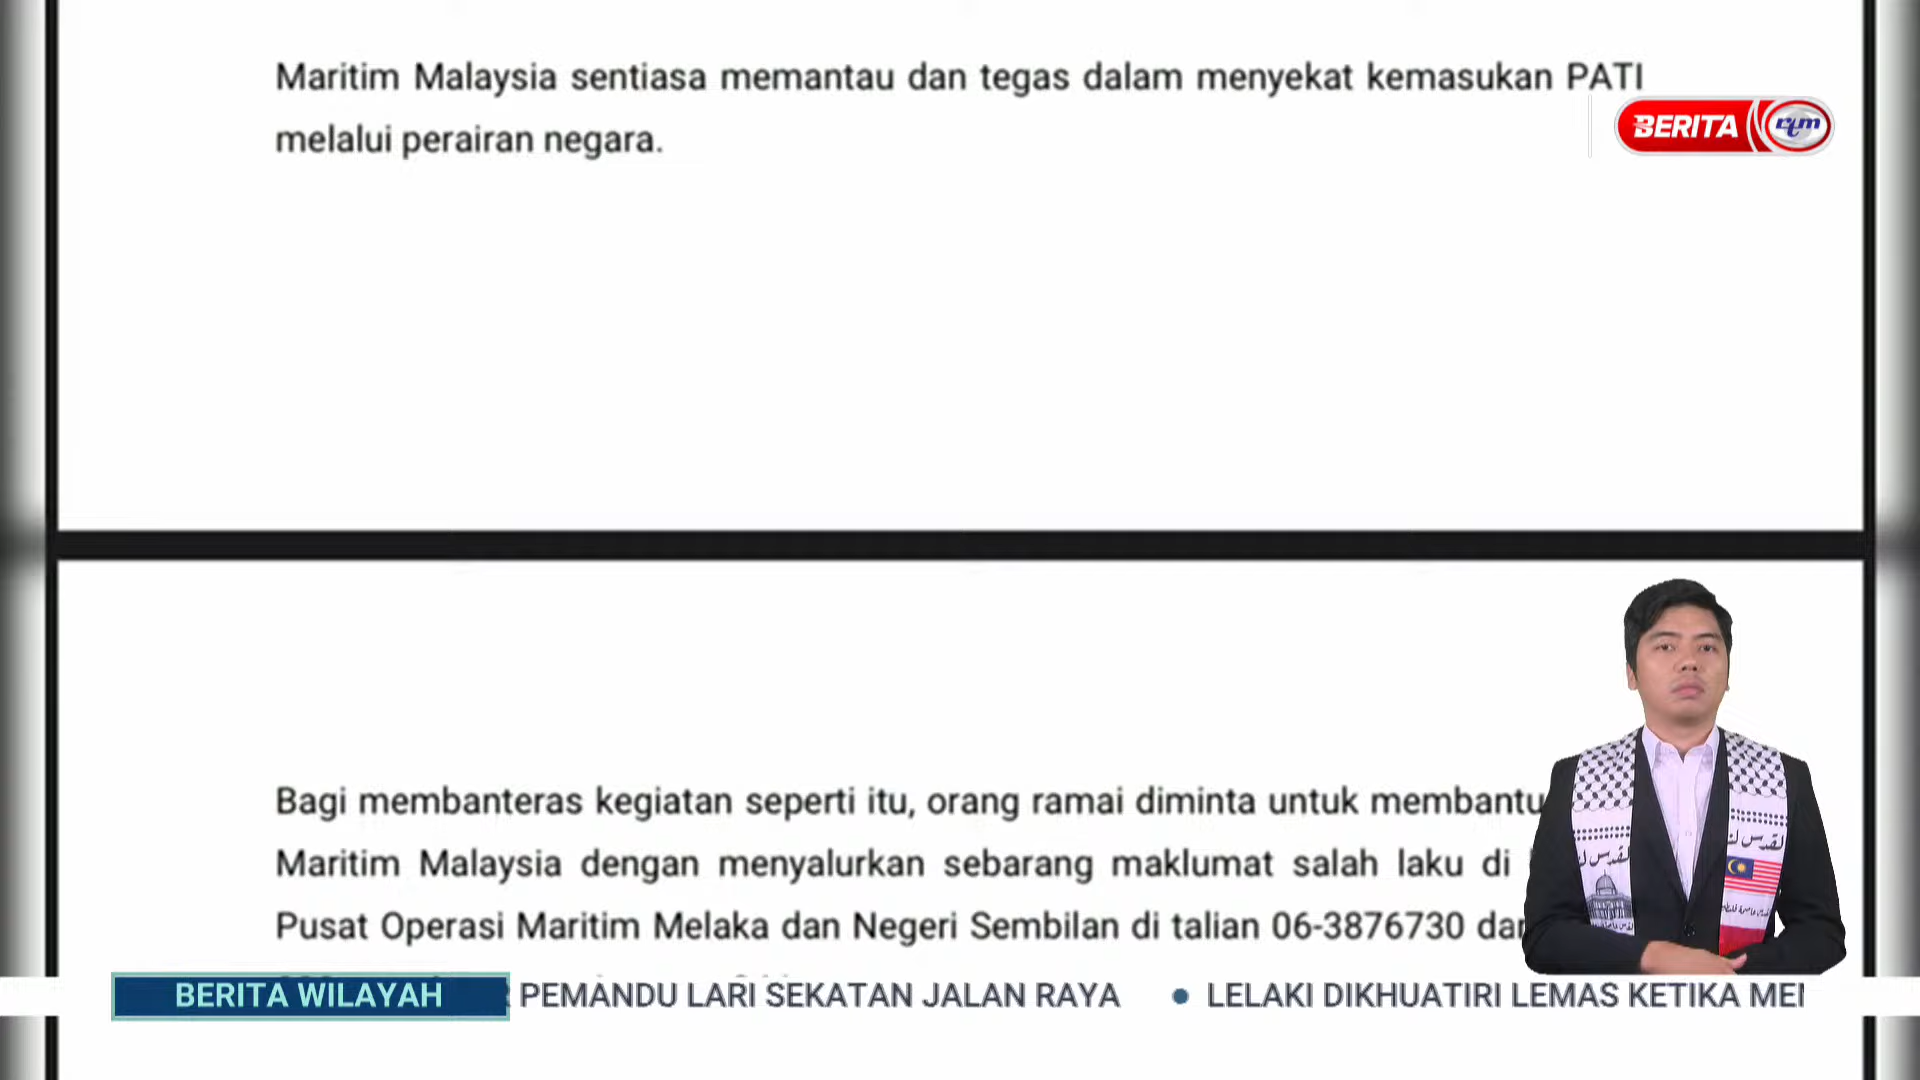 Maritim Malaysia sentiasa memantau dan tegas dalam menyekat kemasukan PATI
melalui perairan negara.
BERITA rtm
Bagi membanteras kegiatan seperti itu, orang ramai diminta untuk membantu
Maritim Malaysia dengan menyalurkan sebarang maklumat salah laku di
Pusat Operasi Maritim Melaka dan Negeri Sembilan di talian 06-3876730 dan
BERITA WILAYAH
PEMANDU LARI SEKATAN JALAN RAYA • LELAKI DIKHUATIRI LEMAS KETIKA